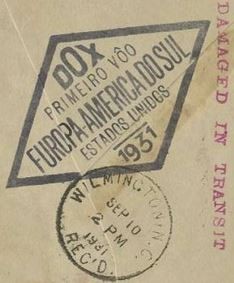 DOX
PRIMEIRO VÔO
EUROPA-AMERICA DO SUL
ESTADOS UNIDOS
1931
WILMINGTON N.C.
SEP 10
2 PM
1931
REC'D.
DAMAGED IN TRANSIT